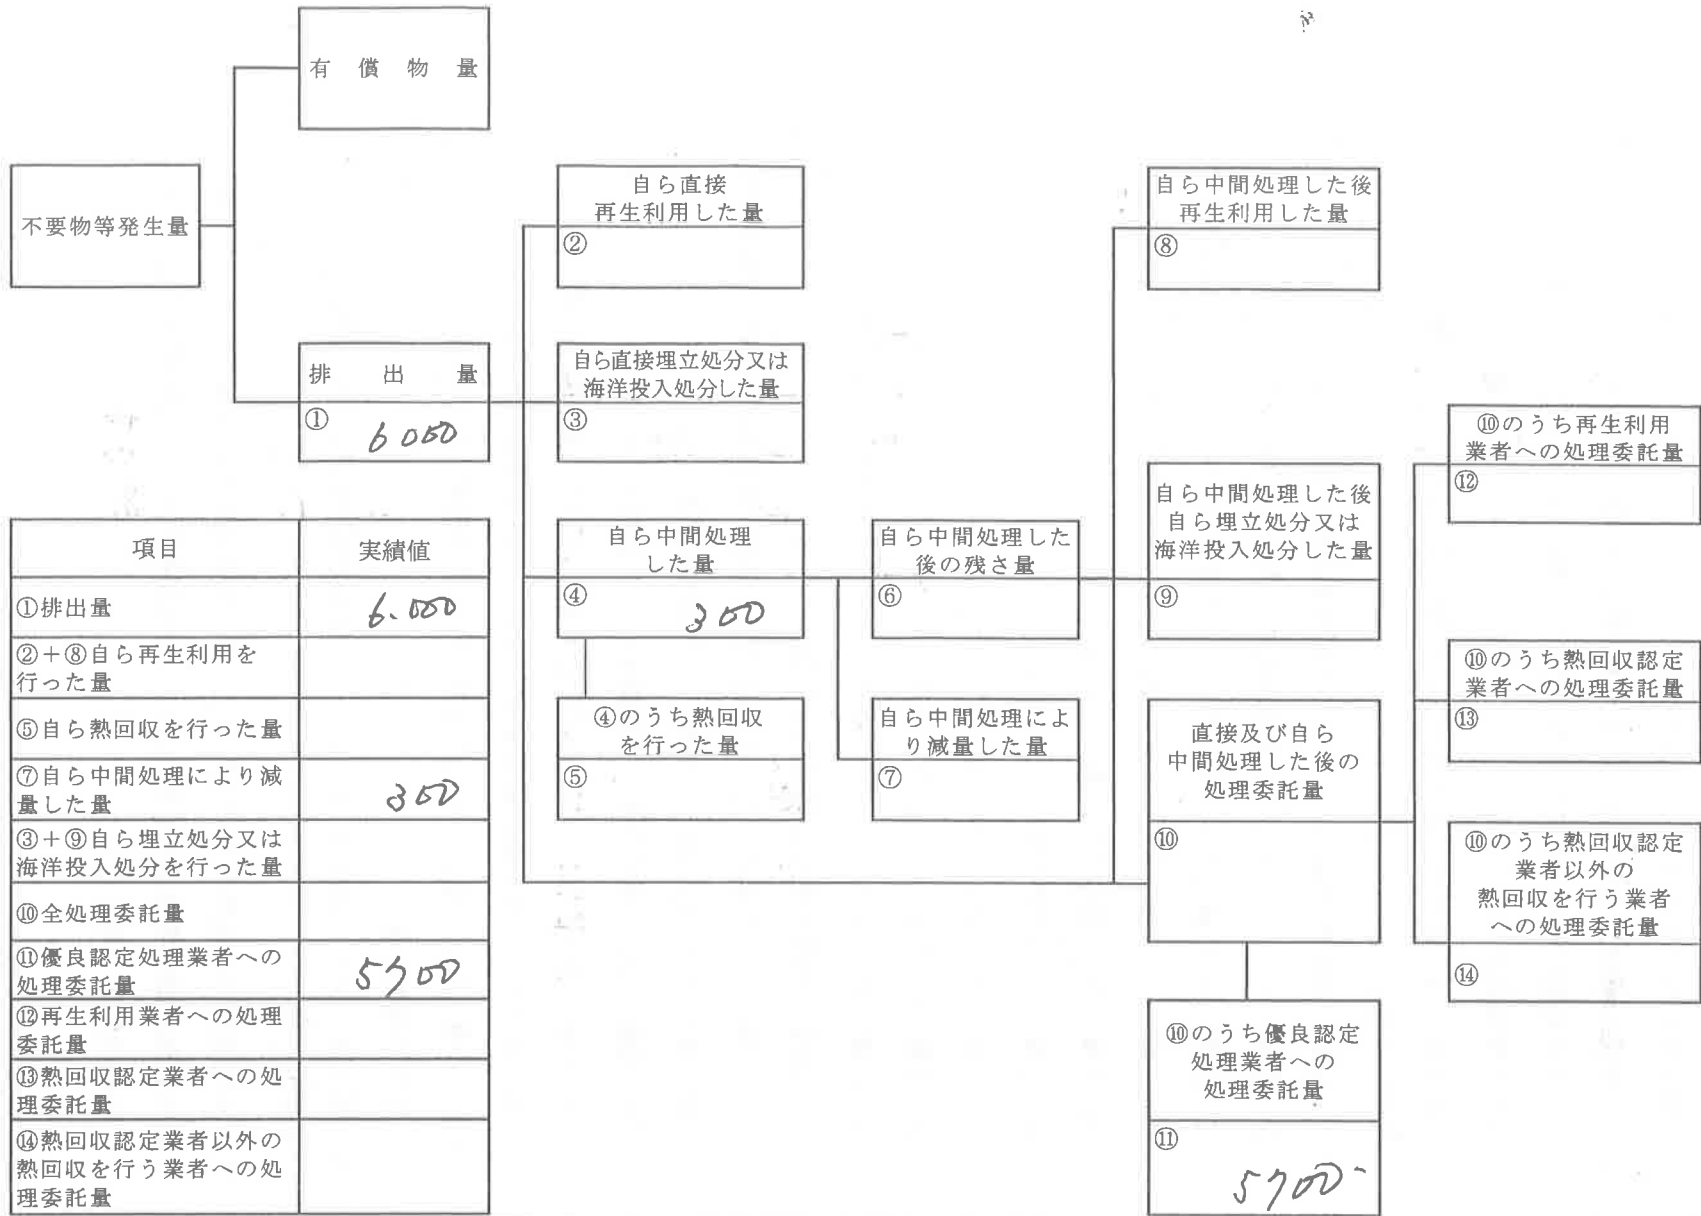 有償物量
不要物等発生量
排出量
① 6000
自ら直接
再生利用した量
②
自ら直接埋立処分又は
海洋投入処分した量
③
自ら中間処理
した量
④ 300
④のうち熱回収
を行った量
⑤
自ら中間処理した
後の残さ量
⑥
自ら中間処理によ
り減量した量
⑦
自ら中間処理した後
再生利用した量
⑧
自ら中間処理した後
自ら埋立処分又は
海洋投入処分した量
⑨
直接及び自ら
中間処理した後の
処理委託量
⑩
⑩のうち優良認定
処理業者への
処理委託量
⑪
5700
⑩のうち再生利用
業者への処理委託量
⑫
⑩のうち熱回収認定
業者への処理委託量
⑬
⑩のうち熱回収認定
業者以外の
熱回収を行う業者
への処理委託量
⑭
項目 実績値
①排出量 6.000
②+⑧自ら再生利用を
行った量
⑤自ら熱回収を行った量
⑦自ら中間処理により減
量した量 300
③+⑨自ら埋立処分又は
海洋投入処分を行った量
⑩全処理委託量
⑪優良認定処理業者への
処理委託量 5700
⑫再生利用業者への処理
委託量
⑬熱回収認定業者への処
理委託量
⑭熱回収認定業者以外の
熱回収を行う業者への処
理委託量